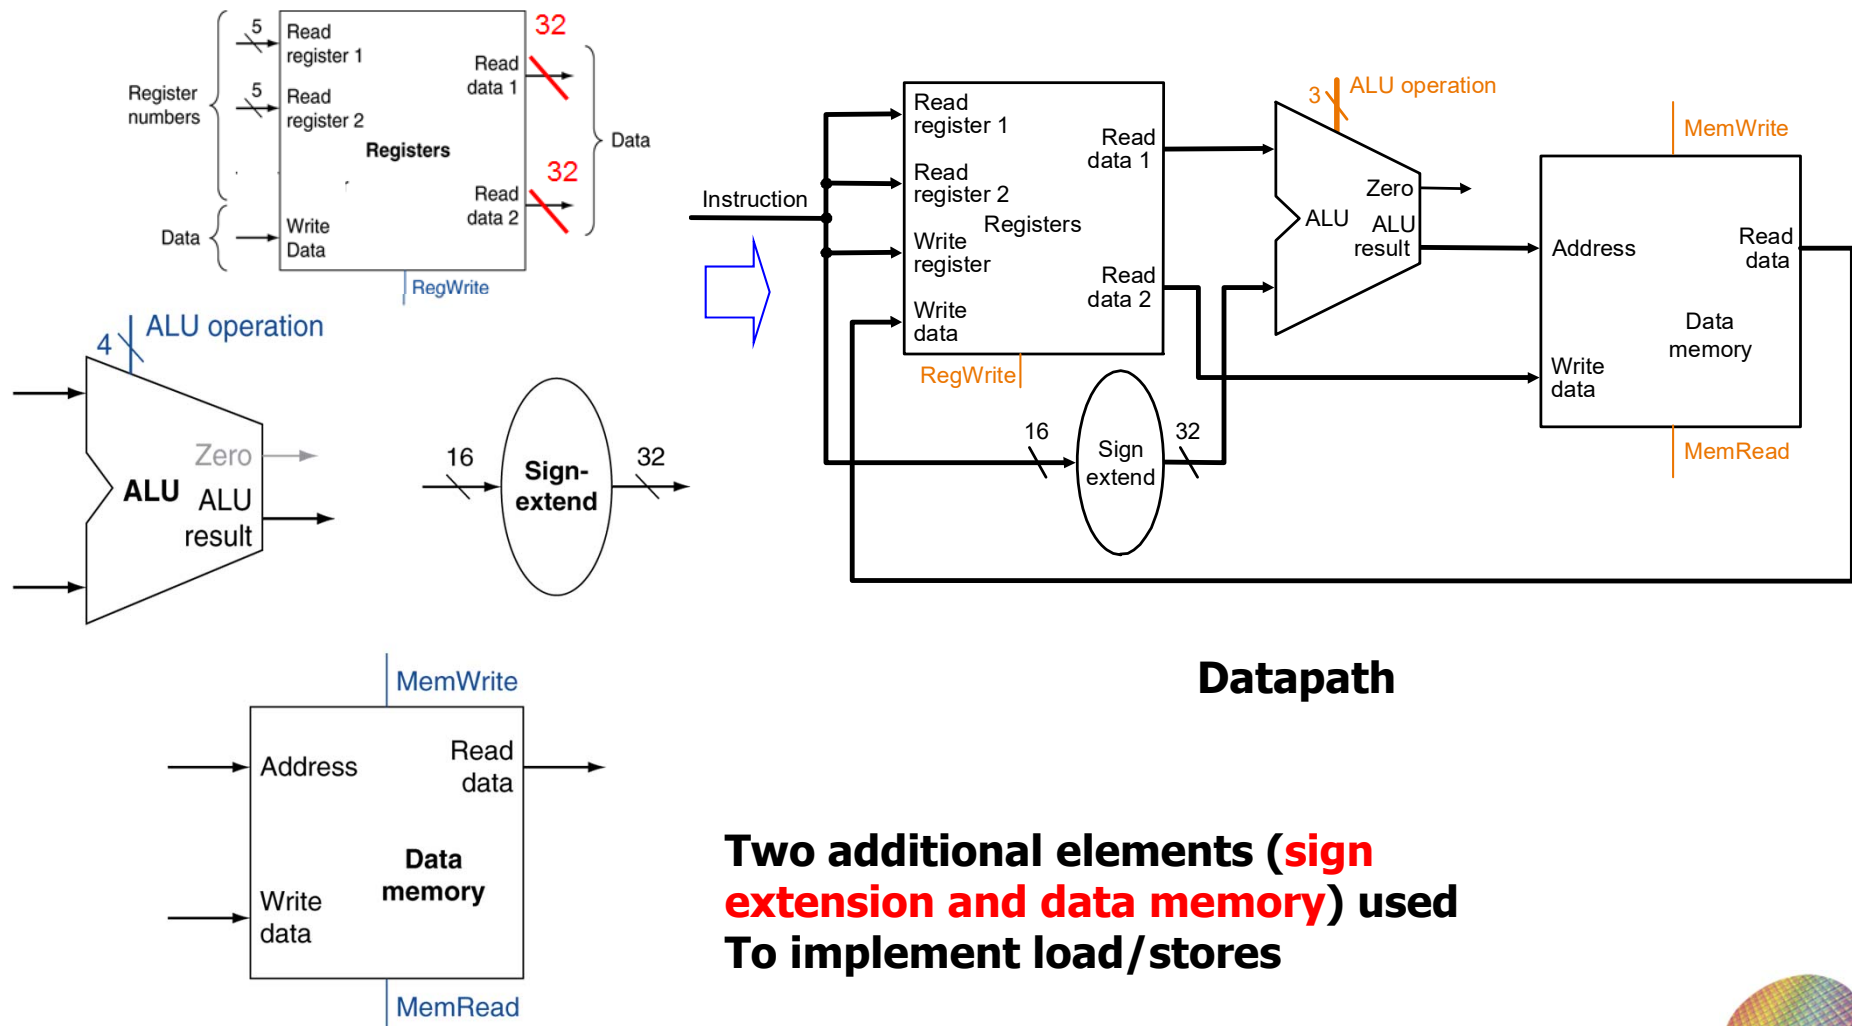 5
Read
register 1
5
Read
register 2
Register
numbers
Registers
Read
data 1
32
Read
data 2
32
Data
Data
Write
Data
RegWrite
4
ALU operation
Zero
ALU
ALU
result
16
Sign-
extend
32
MemWrite
Address
Read
data
Data
memory
Write
data
MemRead
Instruction
Read
register 1
Read
register 2
Write
register
Write
data
Registers
Read
data 1
Read
data 2
RegWrite
16
Sign
extend
32
3
ALU operation
Zero
ALU
ALU
result
MemWrite
Address
Read
data
Data
memory
Write
data
MemRead
Datapath
Two additional elements (sign
extension and data memory) used
To implement load/stores